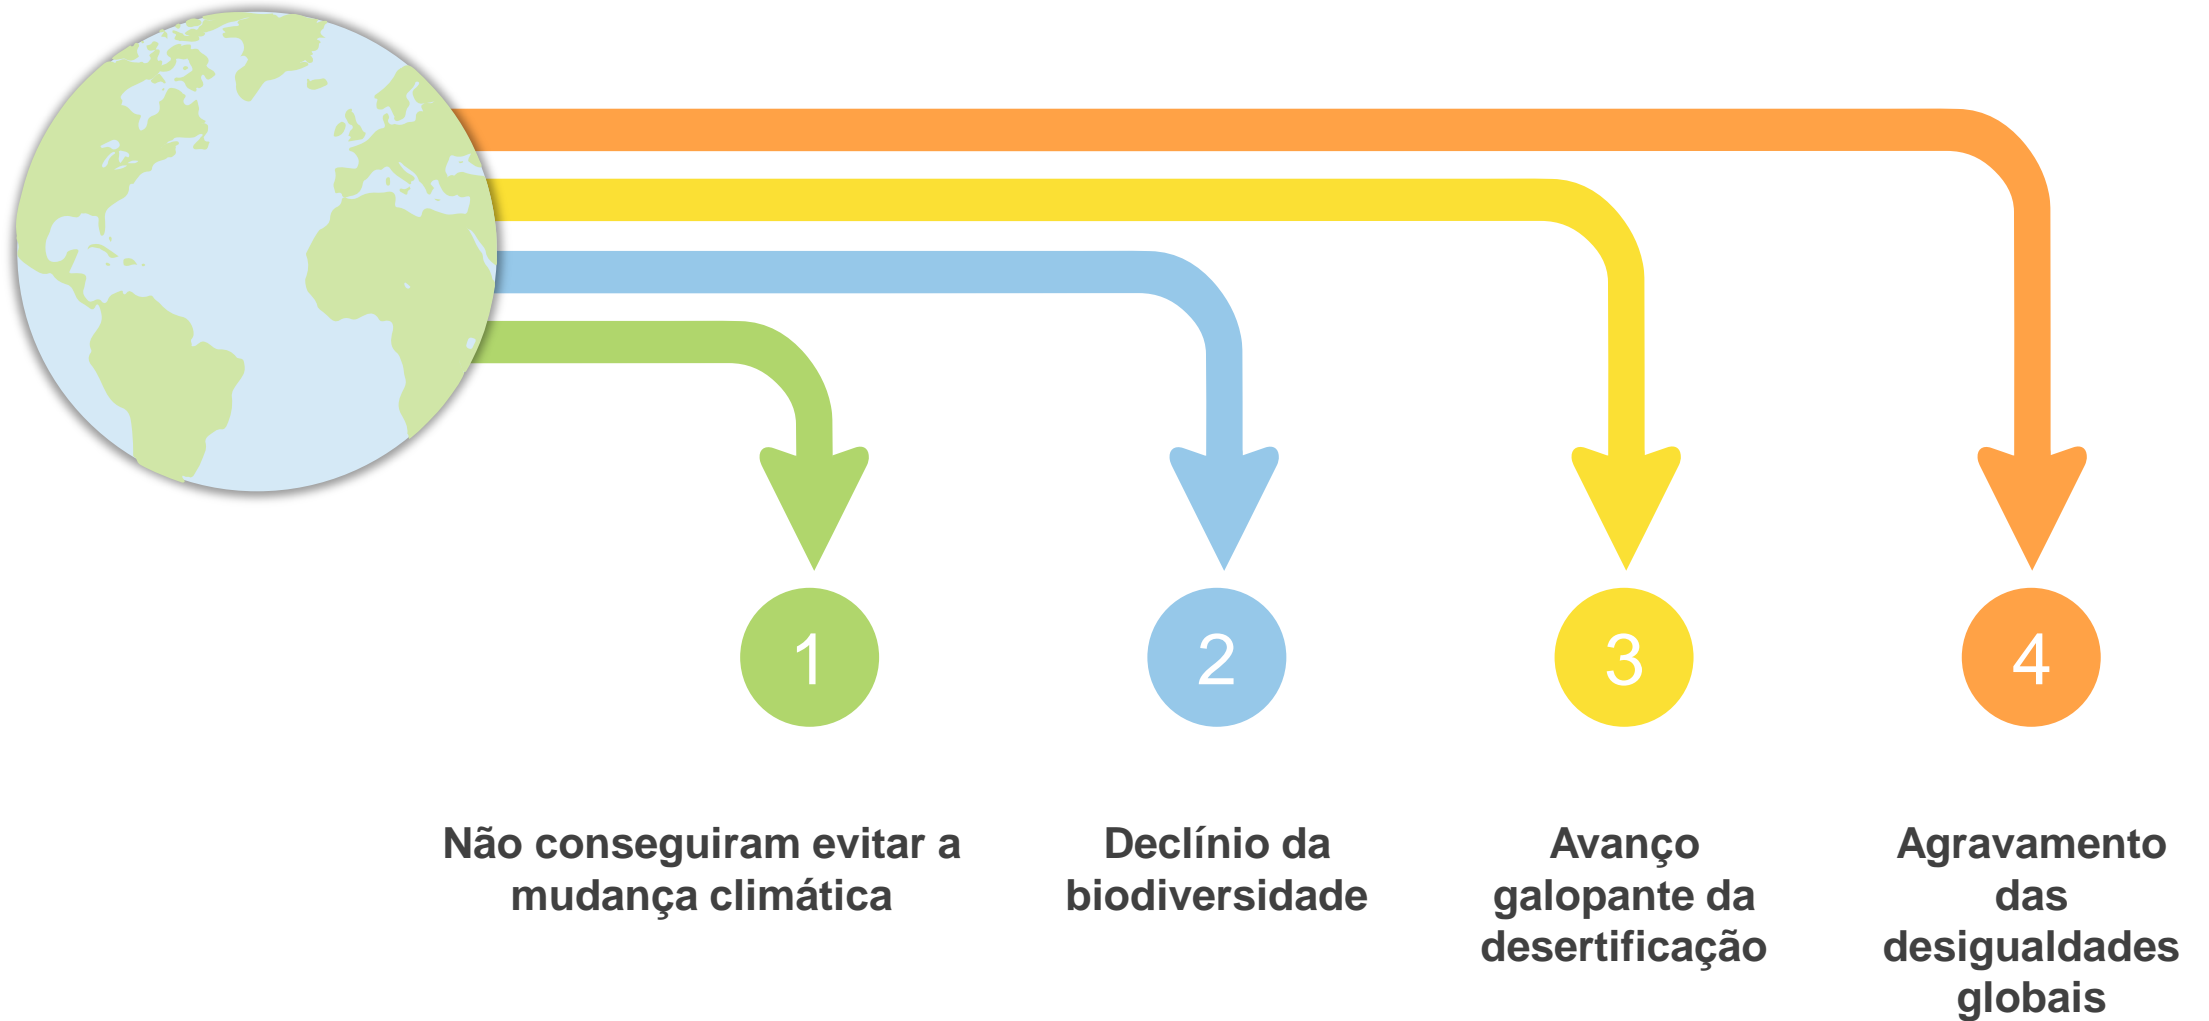 1
2
3
4
Não conseguiram evitar a
mudança climática
Declínio da
biodiversidade
Avanço
galopante da
desertificação
Agravamento
das
desigualdades
globais